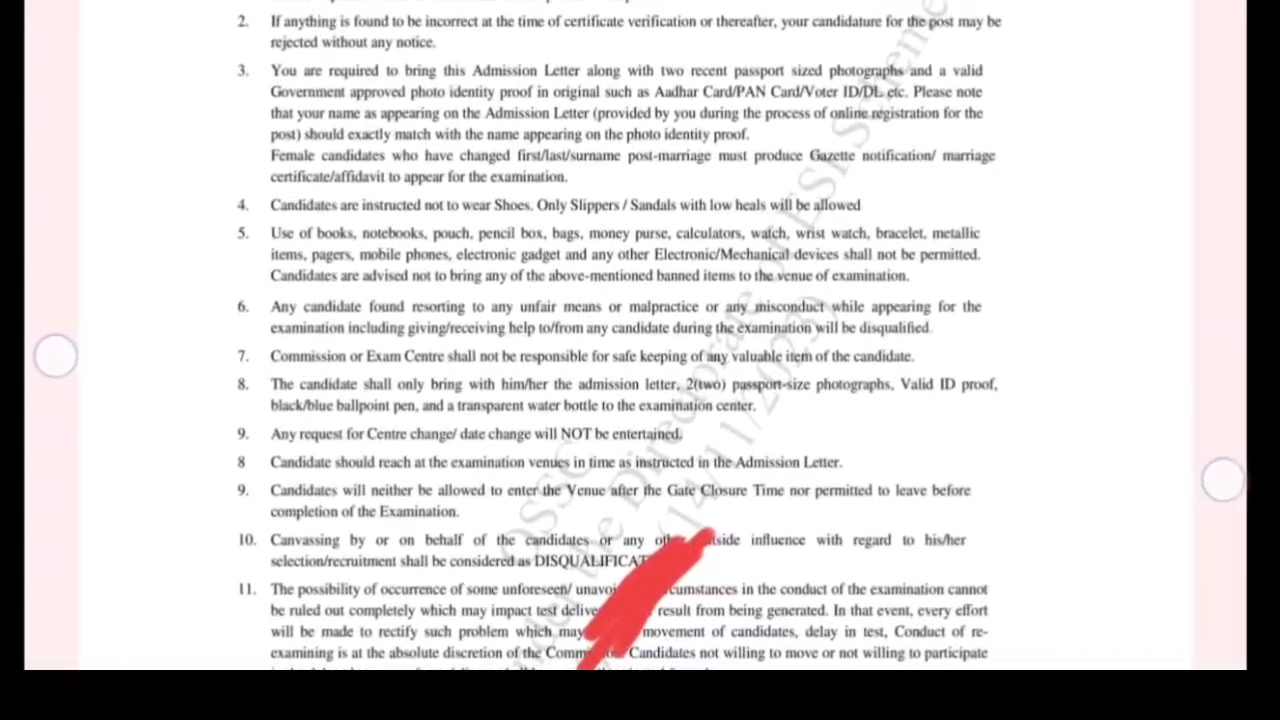 2. If anything is found to be incorrect at the time of certificate verification or thereafter, your candidature for the post may be
rejected without any notice.
3. You are required to bring this Admission Letter along with two recent passport sized photographs and a valid
Government approved photo identity proof in original such as Aadhar Card/PAN Card/Voter ID/DL etc. Please note
that your name as appearing on the Admission Letter (provided by you during the process of online registration for the
post) should exactly match with the name appearing on the photo identity proof.
Female candidates who have changed first/last/surname post-marriage must produce Gazette notification/ marriage
certificate/affidavit to appear for the examination.
4. Candidates are instructed not to wear Shoes. Only Slippers / Sandals with low heals will be allowed
5. Use of books, notebooks, pouch, pencil box, bags, money purse, calculators, watch, wrist watch, bracelet, metallic
items, pagers, mobile phones, electronic gadget and any other Electronic/Mechanical devices shall not be permitted.
Candidates are advised not to bring any of the above-mentioned banned items to the venue of examination.
6. Any candidate found resorting to any unfair means or malpractice or any misconduct while appearing for the
examination including giving/receiving help to/from any candidate during the examination will be disqualified.
7. Commission or Exam Centre shall not be responsible for safe keeping of any valuable item of the candidate.
8. The candidate shall only bring with him/her the admission letter, 2(two) passport-size photographs, Valid ID proof,
black/blue ballpoint pen, and a transparent water bottle to the examination center.
9. Any request for Centre change/ date change will NOT be entertained.
8 Candidate should reach at the examination venues in time as instructed in the Admission Letter.
9. Candidates will neither be allowed to enter the Venue after the Gate Closure Time nor permitted to leave before
completion of the Examination.
10. Canvassing by or on behalf of the candidates or any influence with regard to his/her
selection/recruitment shall be considered as
11. The possibility of occurrence of some unforeseen/ in the conduct of the examination cannot
be ruled out completely which may impact test result from being generated. In that event, every effort
will be made to rectify such problem which may movement of candidates, delay in test, Conduct of re-
examining is at the absolute discretion of the Candidates not willing to move or not willing to participate
OSSC
under the Directorate of ESI Scheme
(14/11/2023)